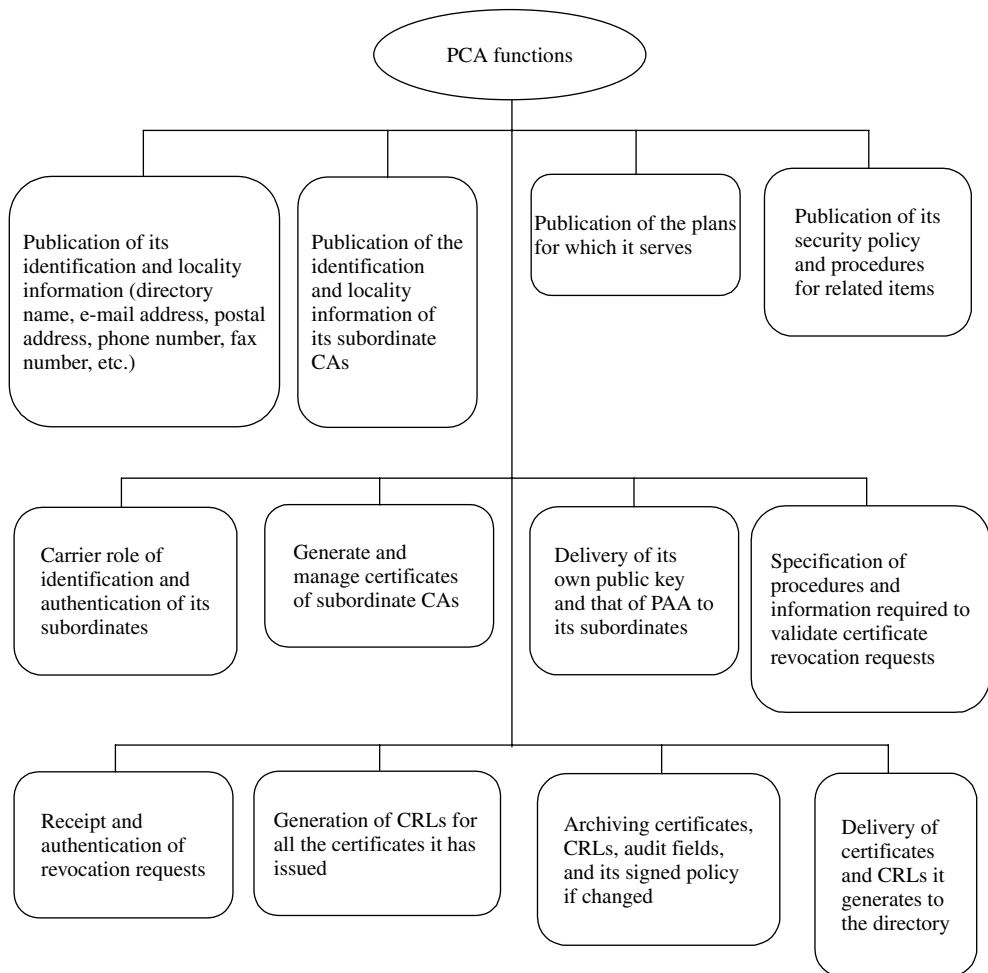 PCA functions
Publication of its
identification and locality
information (directory
name, e-mail address, postal
address, phone number, fax
number, etc.)
Publication of the
identification
and locality
information of
its subordinate
CAs
Publication of the plans
for which it serves
Publication of its
security policy
and procedures
for related items
Carrier role of
identification and
authentication of its
subordinates
Generate and
manage certificates
of subordinate CAs
Delivery of its
own public key
and that of PAA to
its subordinates
Specification of
procedures and
information required to
validate certificate
revocation requests
Receipt and
authentication of
revocation requests
Generation of CRLs for
all the certificates it has
issued
Archiving certificates,
CRLs, audit fields,
and its signed policy
if changed
Delivery of
certificates
and CRLs it
generates to
the directory